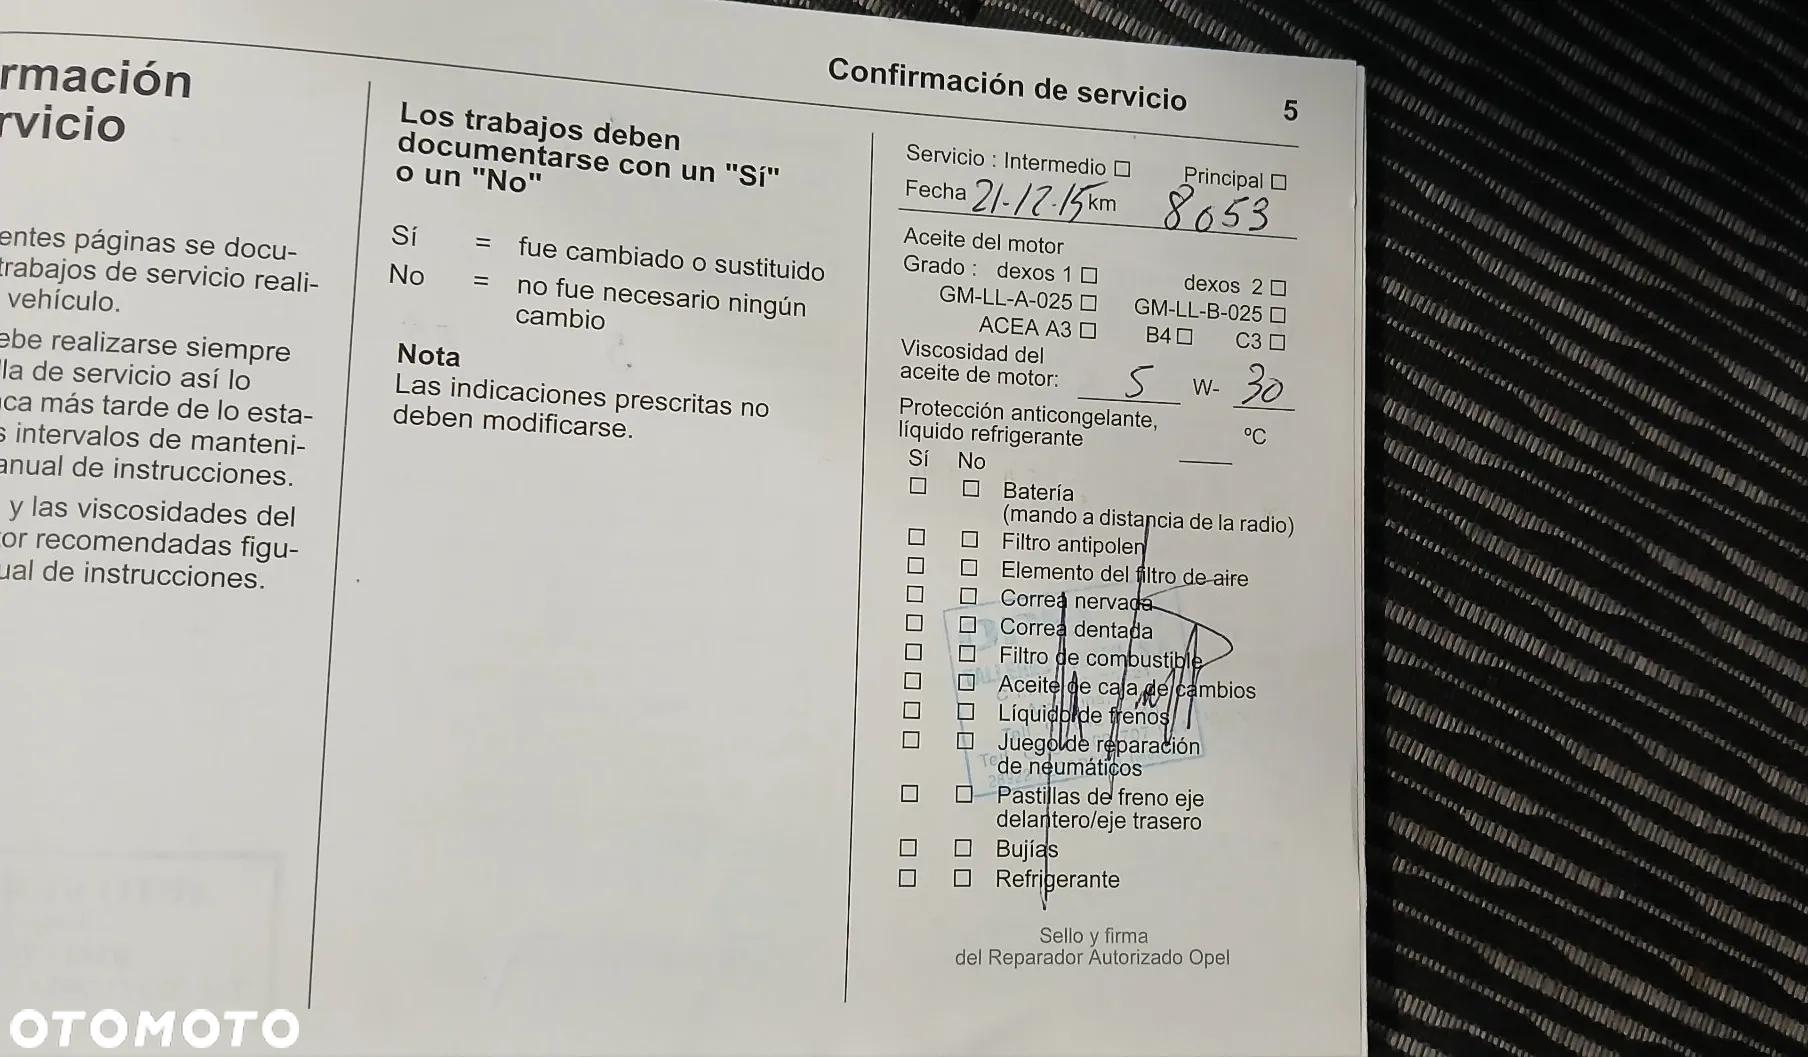 Confirmación de servicio 5
rmación
rvicio
entes páginas se docu-
trabajos de servicio reali-
vehículo.
ebe realizarse siempre
lla de servicio así lo
ca más tarde de lo esta-
s intervalos de manteni-
anual de instrucciones.
y las viscosidades del
or recomendadas figu-
ual de instrucciones.
Los trabajos deben
documentarse con un "Sí"
o un "No"
Sí = fue cambiado o sustituido
No = no fue necesario ningún
cambio
Nota
Las indicaciones prescritas no
deben modificarse.
Servicio : Intermedio ☐ Principal ☐
Fecha 21-12-15 km 8053
Aceite del motor
Grado : dexos 1 ☐ dexos 2 ☐
GM-LL-A-025 ☐ GM-LL-B-025 ☐
ACEA A3 ☐ B4 ☐ C3 ☐
Viscosidad del
aceite de motor: 5 W- 30
Protección anticongelante,
líquido refrigerante ºC
Sí No
☐ ☐ Batería
(mando a distancia de la radio)
☐ ☐ Filtro antipolen
☐ ☐ Elemento del filtro de aire
☐ ☐ Correa nervada
☐ ☐ Correa dentada
☐ ☐ Filtro de combustible
☐ ☐ Aceite de caja de cambios
☐ ☐ Líquido de frenos
☐ ☐ Juego de reparación
de neumáticos
☐ ☐ Pastillas de freno eje
delantero/eje trasero
☐ ☐ Bujías
☐ ☐ Refrigerante
Sello y firma
del Reparador Autorizado Opel
OTOMOTO